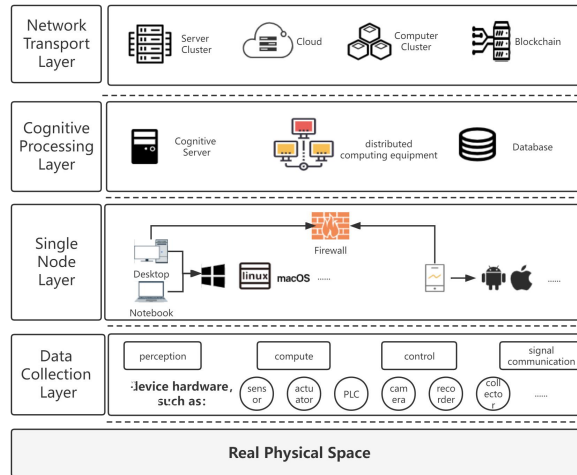 Network
Transport
Layer
Server
Cluster
Cloud
Computer
Cluster
Blockchain
Cognitive
Processing
Layer
Cognitive
Server
distributed
computing equipment
Database
Single
Node
Layer
Firewall
Desktop
Notebook
linux
macOS
......
......
Data
Collection
Layer
perception
compute
control
signal
communication
device hardware,
such as:
sens
or
actu
ator
PLC
cam
era
reco
rder
coll
ecto
r
......
Real Physical Space